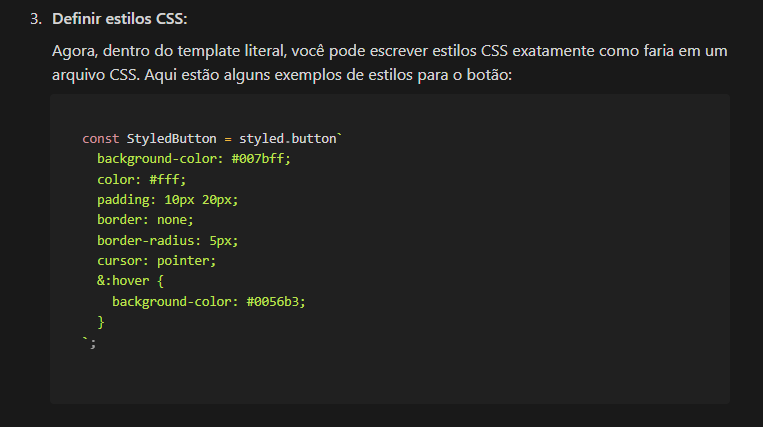 3. Definir estilos CSS:
Agora, dentro do template literal, você pode escrever estilos CSS exatamente como faria em um
arquivo CSS. Aqui estão alguns exemplos de estilos para o botão:
const StyledButton = styled.button`
  background-color: #007bff;
  color: #fff;
  padding: 10px 20px;
  border: none;
  border-radius: 5px;
  cursor: pointer;
  &:hover {
    background-color: #0056b3;
  }
`;